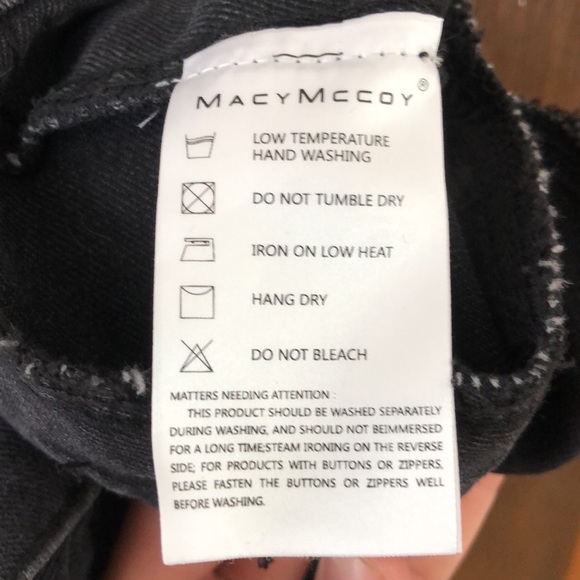 MACYMCCOY®
LOW TEMPERATURE
HAND WASHING
DO NOT TUMBLE DRY
IRON ON LOW HEAT
HANG DRY
DO NOT BLEACH
MATTERS NEEDING ATTENTION :
THIS PRODUCT SHOULD BE WASHED SEPARATELY
DURING WASHING, AND SHOULD NOT BEIMMERSED
FOR A LONG TIME;STEAM IRONING ON THE REVERSE
SIDE; FOR PRODUCTS WITH BUTTONS OR ZIPPERS,
PLEASE FASTEN THE BUTTONS OR ZIPPERS WELL
BEFORE WASHING.